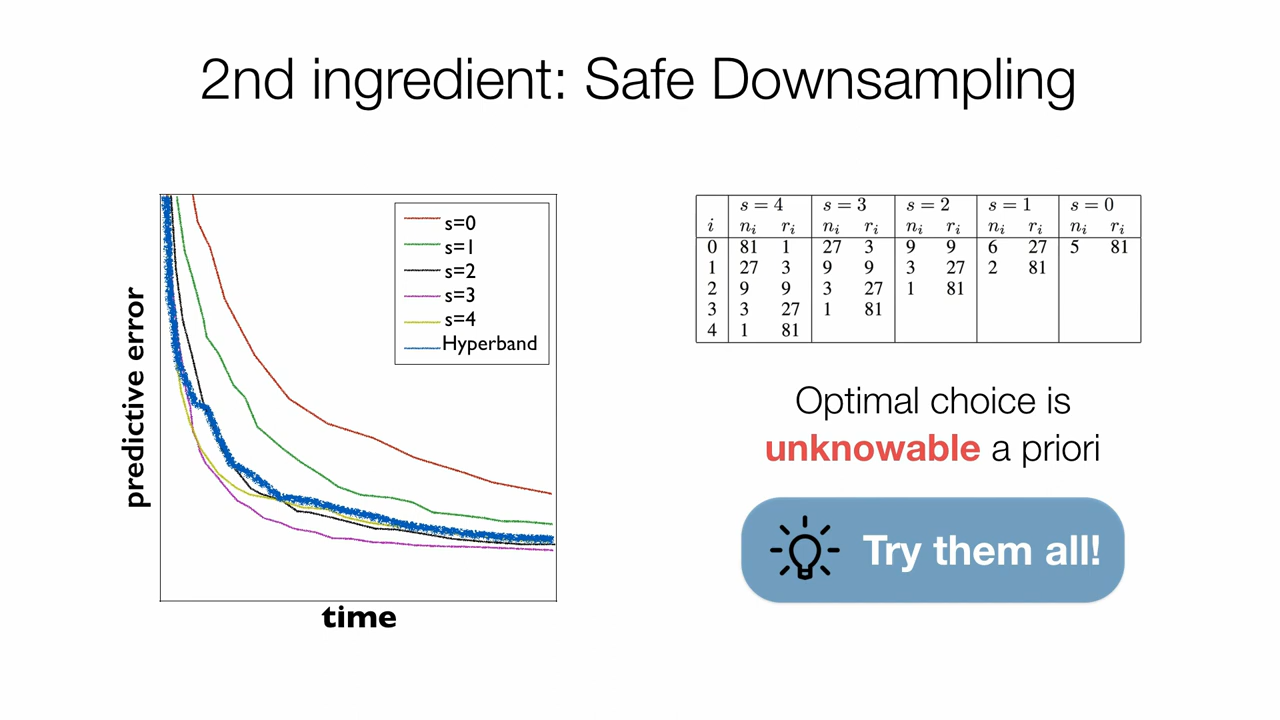 2nd ingredient: Safe Downsampling
predictive error
s=0
s=1
s=2
s=3
s=4
Hyperband
time
s = 4 s = 3 s = 2 s = 1 s = 0
i n_i r_i n_i r_i n_i r_i n_i r_i n_i r_i
0 81 1 27 3 9 9 6 27 5 81
1 27 3 9 9 3 27 2 81
2 9 9 3 27 1 81
3 3 27 1 81
4 1 81
Optimal choice is
unknowable a priori
Try them all!